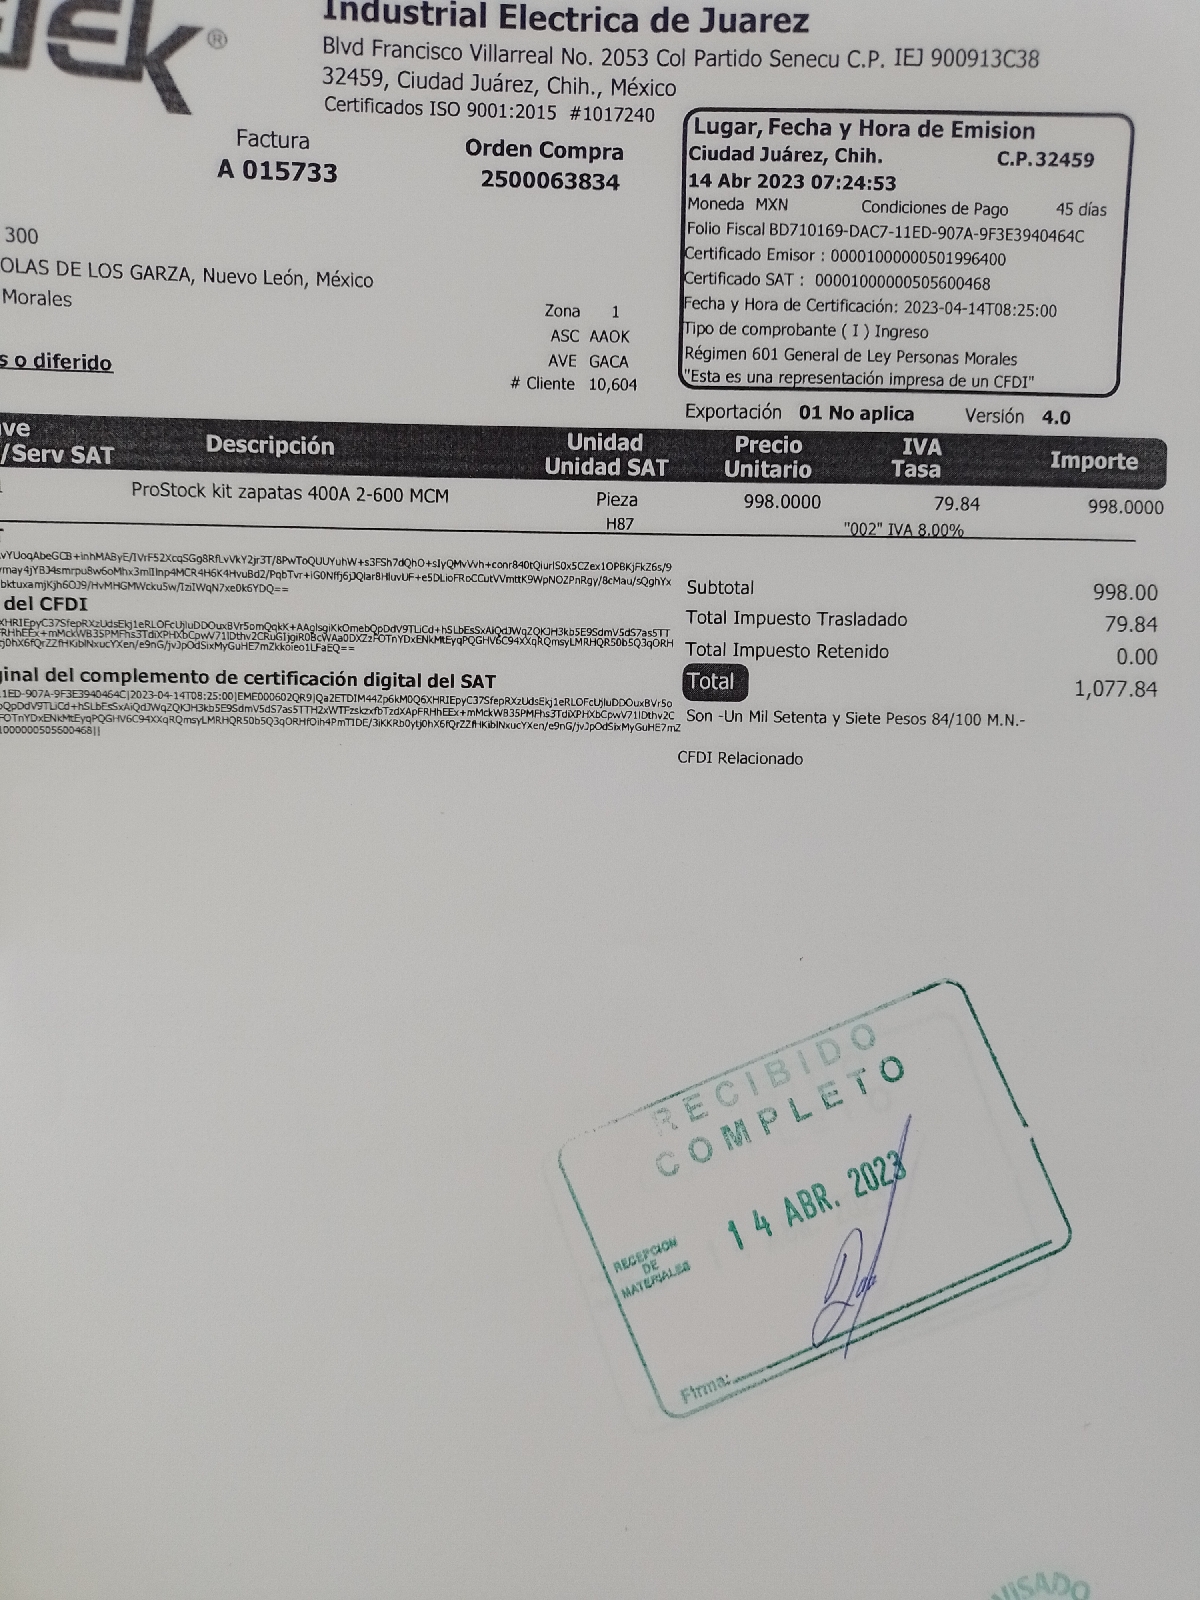 Industrial Electrica de Juarez
Blvd Francisco Villarreal No. 2053 Col Partido Senecu C.P. IEJ 900913C38
32459, Ciudad Juárez, Chih., México
Certificados ISO 9001:2015 #1017240
Factura
A 015733
Orden Compra
2500063834
Lugar, Fecha y Hora de Emision
Ciudad Juárez, Chih. C.P.32459
14 Abr 2023 07:24:53
Moneda MXN Condiciones de Pago 45 días
Folio Fiscal BD710169-DAC7-11ED-907A-9F3E3940464C
Certificado Emisor : 00001000000501996400
Certificado SAT : 00001000000505600468
Fecha y Hora de Certificación: 2023-04-14T08:25:00
Tipo de comprobante ( I ) Ingreso
Régimen 601 General de Ley Personas Morales
"Esta es una representación impresa de un CFDI"
300
OLAS DE LOS GARZA, Nuevo León, México
Morales
Zona 1
ASC AAOK
AVE GACA
# Cliente 10,604
s o diferido
Exportación 01 No aplica Versión 4.0
ve
/Serv SAT
Descripción
Unidad
Unidad SAT
Precio
Unitario
IVA
Tasa
Importe
ProStock kit zapatas 400A 2-600 MCM Pieza 998.0000 79.84 998.0000
H87 "002" IVA 8.00%
del CFDI
ginal del complemento de certificación digital del SAT
Subtotal 998.00
Total Impuesto Trasladado 79.84
Total Impuesto Retenido 0.00
Total 1,077.84
Son -Un Mil Setenta y Siete Pesos 84/100 M.N.-
CFDI Relacionado
RECIBIDO
COMPLETO
14 ABR. 2023
RECEPCION
DE
MATERIALES
Firma: